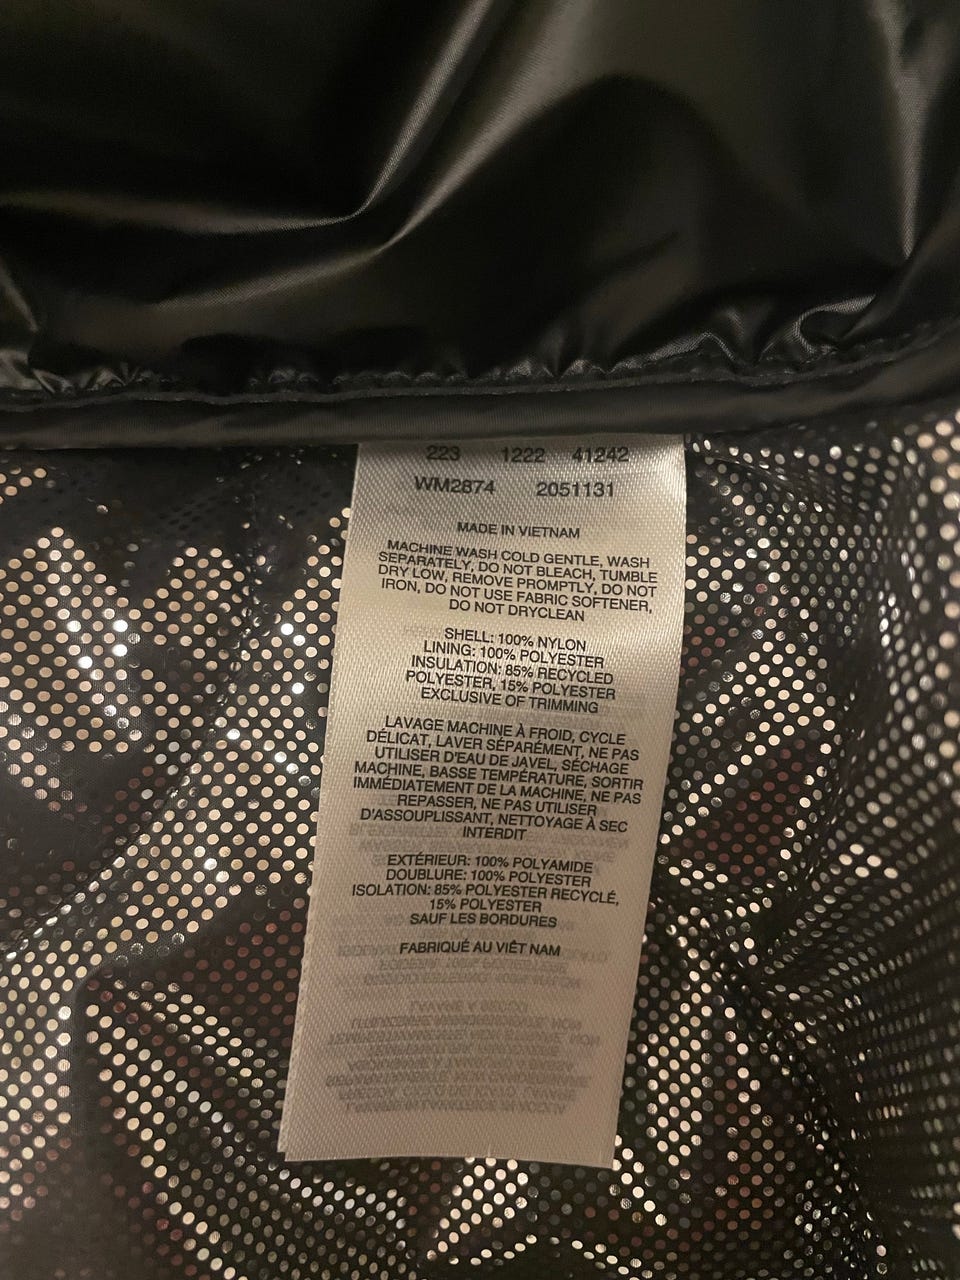 223 1222 41242
WM2874 2051131
MADE IN VIETNAM
MACHINE WASH COLD GENTLE, WASH
SEPARATELY, DO NOT BLEACH, TUMBLE
DRY LOW, REMOVE PROMPTLY, DO NOT
IRON, DO NOT USE FABRIC SOFTENER,
DO NOT DRYCLEAN
SHELL: 100% NYLON
LINING: 100% POLYESTER
INSULATION: 85% RECYCLED
POLYESTER, 15% POLYESTER
EXCLUSIVE OF TRIMMING
LAVAGE MACHINE À FROID, CYCLE
DÉLICAT, LAVER SÉPARÉMENT, NE PAS
UTILISER D'EAU DE JAVEL, SÉCHAGE
MACHINE, BASSE TEMPÉRATURE, SORTIR
IMMÉDIATEMENT DE LA MACHINE, NE PAS
REPASSER, NE PAS UTILISER
D'ASSOUPLISSANT, NETTOYAGE À SEC
INTERDIT
EXTÉRIEUR: 100% POLYAMIDE
DOUBLURE: 100% POLYESTER
ISOLATION: 85% POLYESTER RECYCLÉ,
15% POLYESTER
SAUF LES BORDURES
FABRIQUÉ AU VIÊT NAM